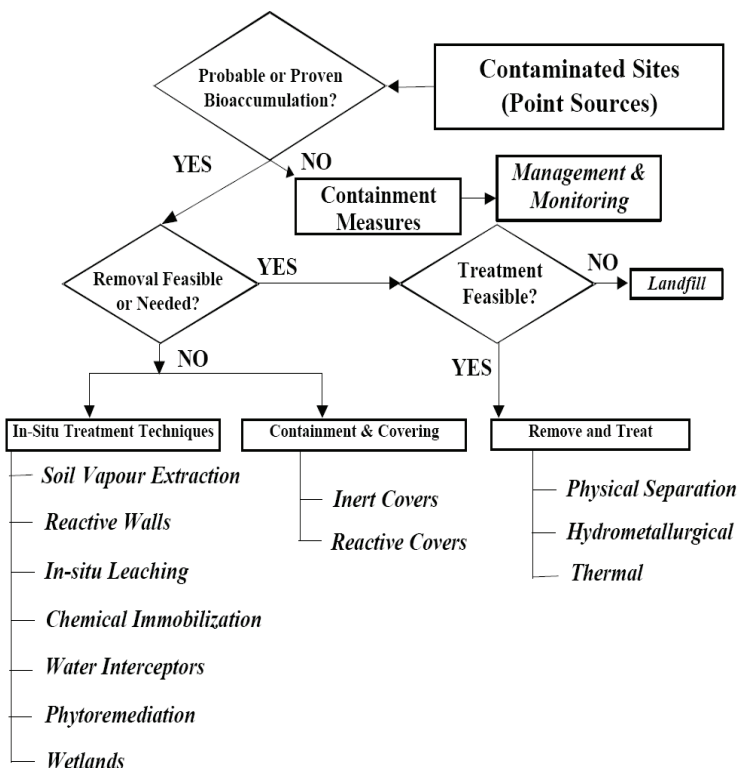 Contaminated Sites
(Point Sources)
Probable or Proven
Bioaccumulation?
YES
NO
Containment
Measures
Management &
Monitoring
Removal Feasible
or Needed?
YES
Treatment
Feasible?
NO
Landfill
NO
YES
In-Situ Treatment Techniques
Soil Vapour Extraction
Reactive Walls
In-situ Leaching
Chemical Immobilization
Water Interceptors
Phytoremediation
Wetlands
Containment & Covering
Inert Covers
Reactive Covers
Remove and Treat
Physical Separation
Hydrometallurgical
Thermal